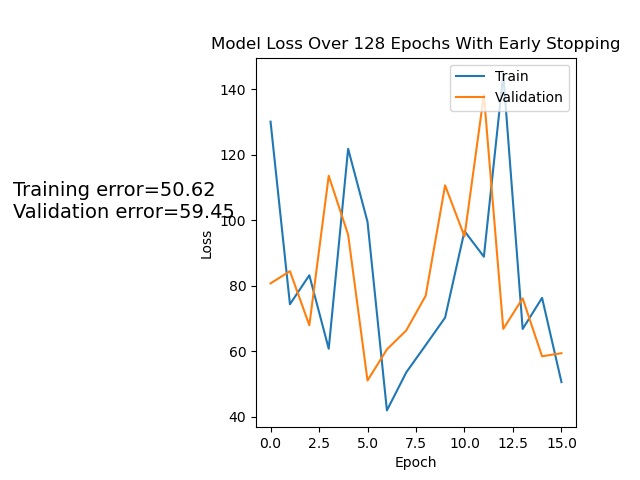 Model Loss Over 128 Epochs With Early Stopping
Training error=50.62
Validation error=59.45
Train
Validation
Loss
140
120
100
80
60
40
0.0 2.5 5.0 7.5 10.0 12.5 15.0
Epoch